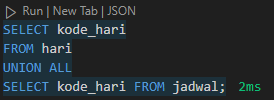 Run | New Tab | JSON
SELECT kode_hari
FROM hari
UNION ALL
SELECT kode_hari FROM jadwal; 2ms